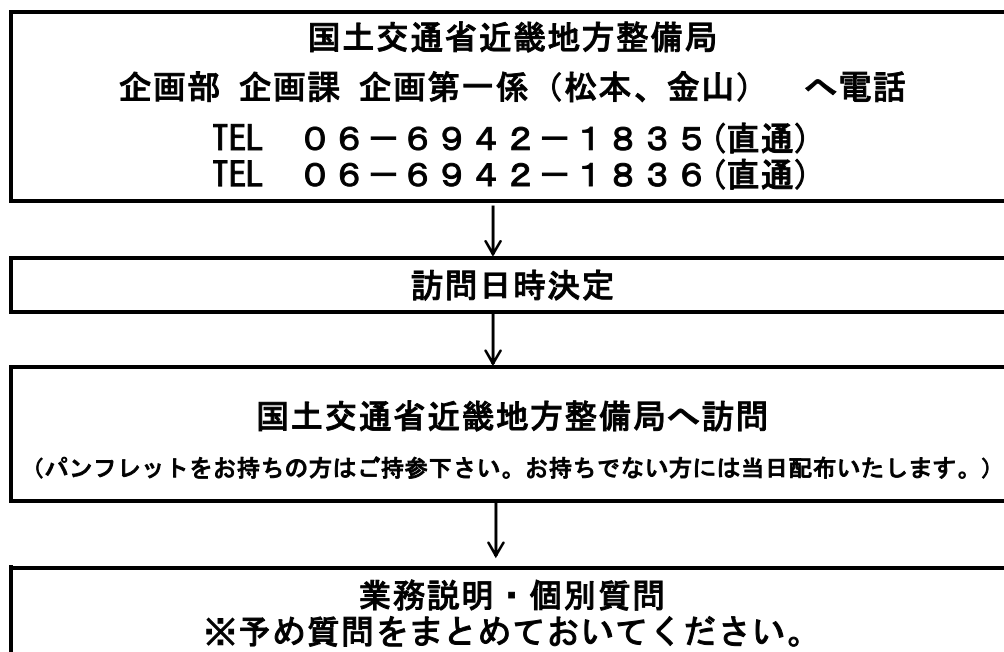 国土交通省近畿地方整備局
企画部 企画課 企画第一係（松本、金山） へ電話
TEL ０６－６９４２－１８３５(直通)
TEL ０６－６９４２－１８３６(直通)
訪問日時決定
国土交通省近畿地方整備局へ訪問
（パンフレットをお持ちの方はご持参下さい。お持ちでない方には当日配布いたします。）
業務説明・個別質問
※予め質問をまとめておいてください。